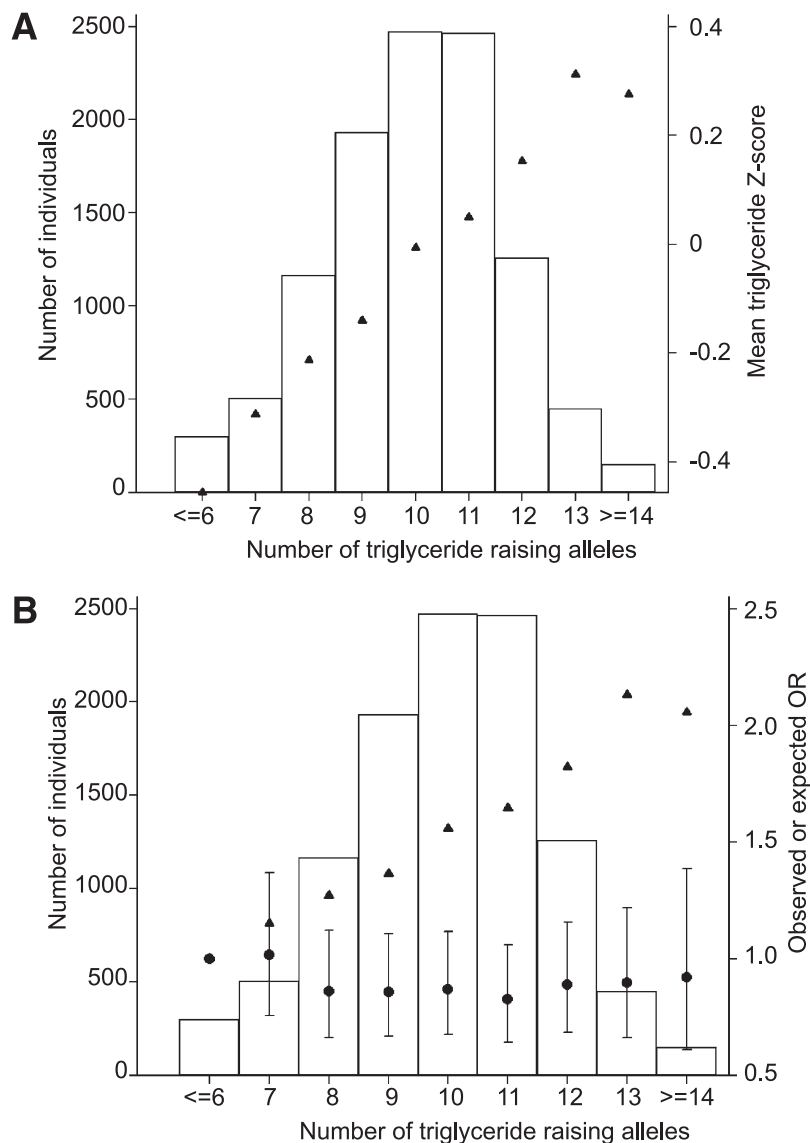 A
2500
2000
1500
1000
500
0
Number of individuals
0.4
0.2
0
-0.2
-0.4
Mean triglyceride Z-score
<=6 7 8 9 10 11 12 13 >=14
Number of triglyceride raising alleles
B
2500
2000
1500
1000
500
0
Number of individuals
2.5
2.0
1.5
1.0
0.5
Observed or expected OR
<=6 7 8 9 10 11 12 13 >=14
Number of triglyceride raising alleles